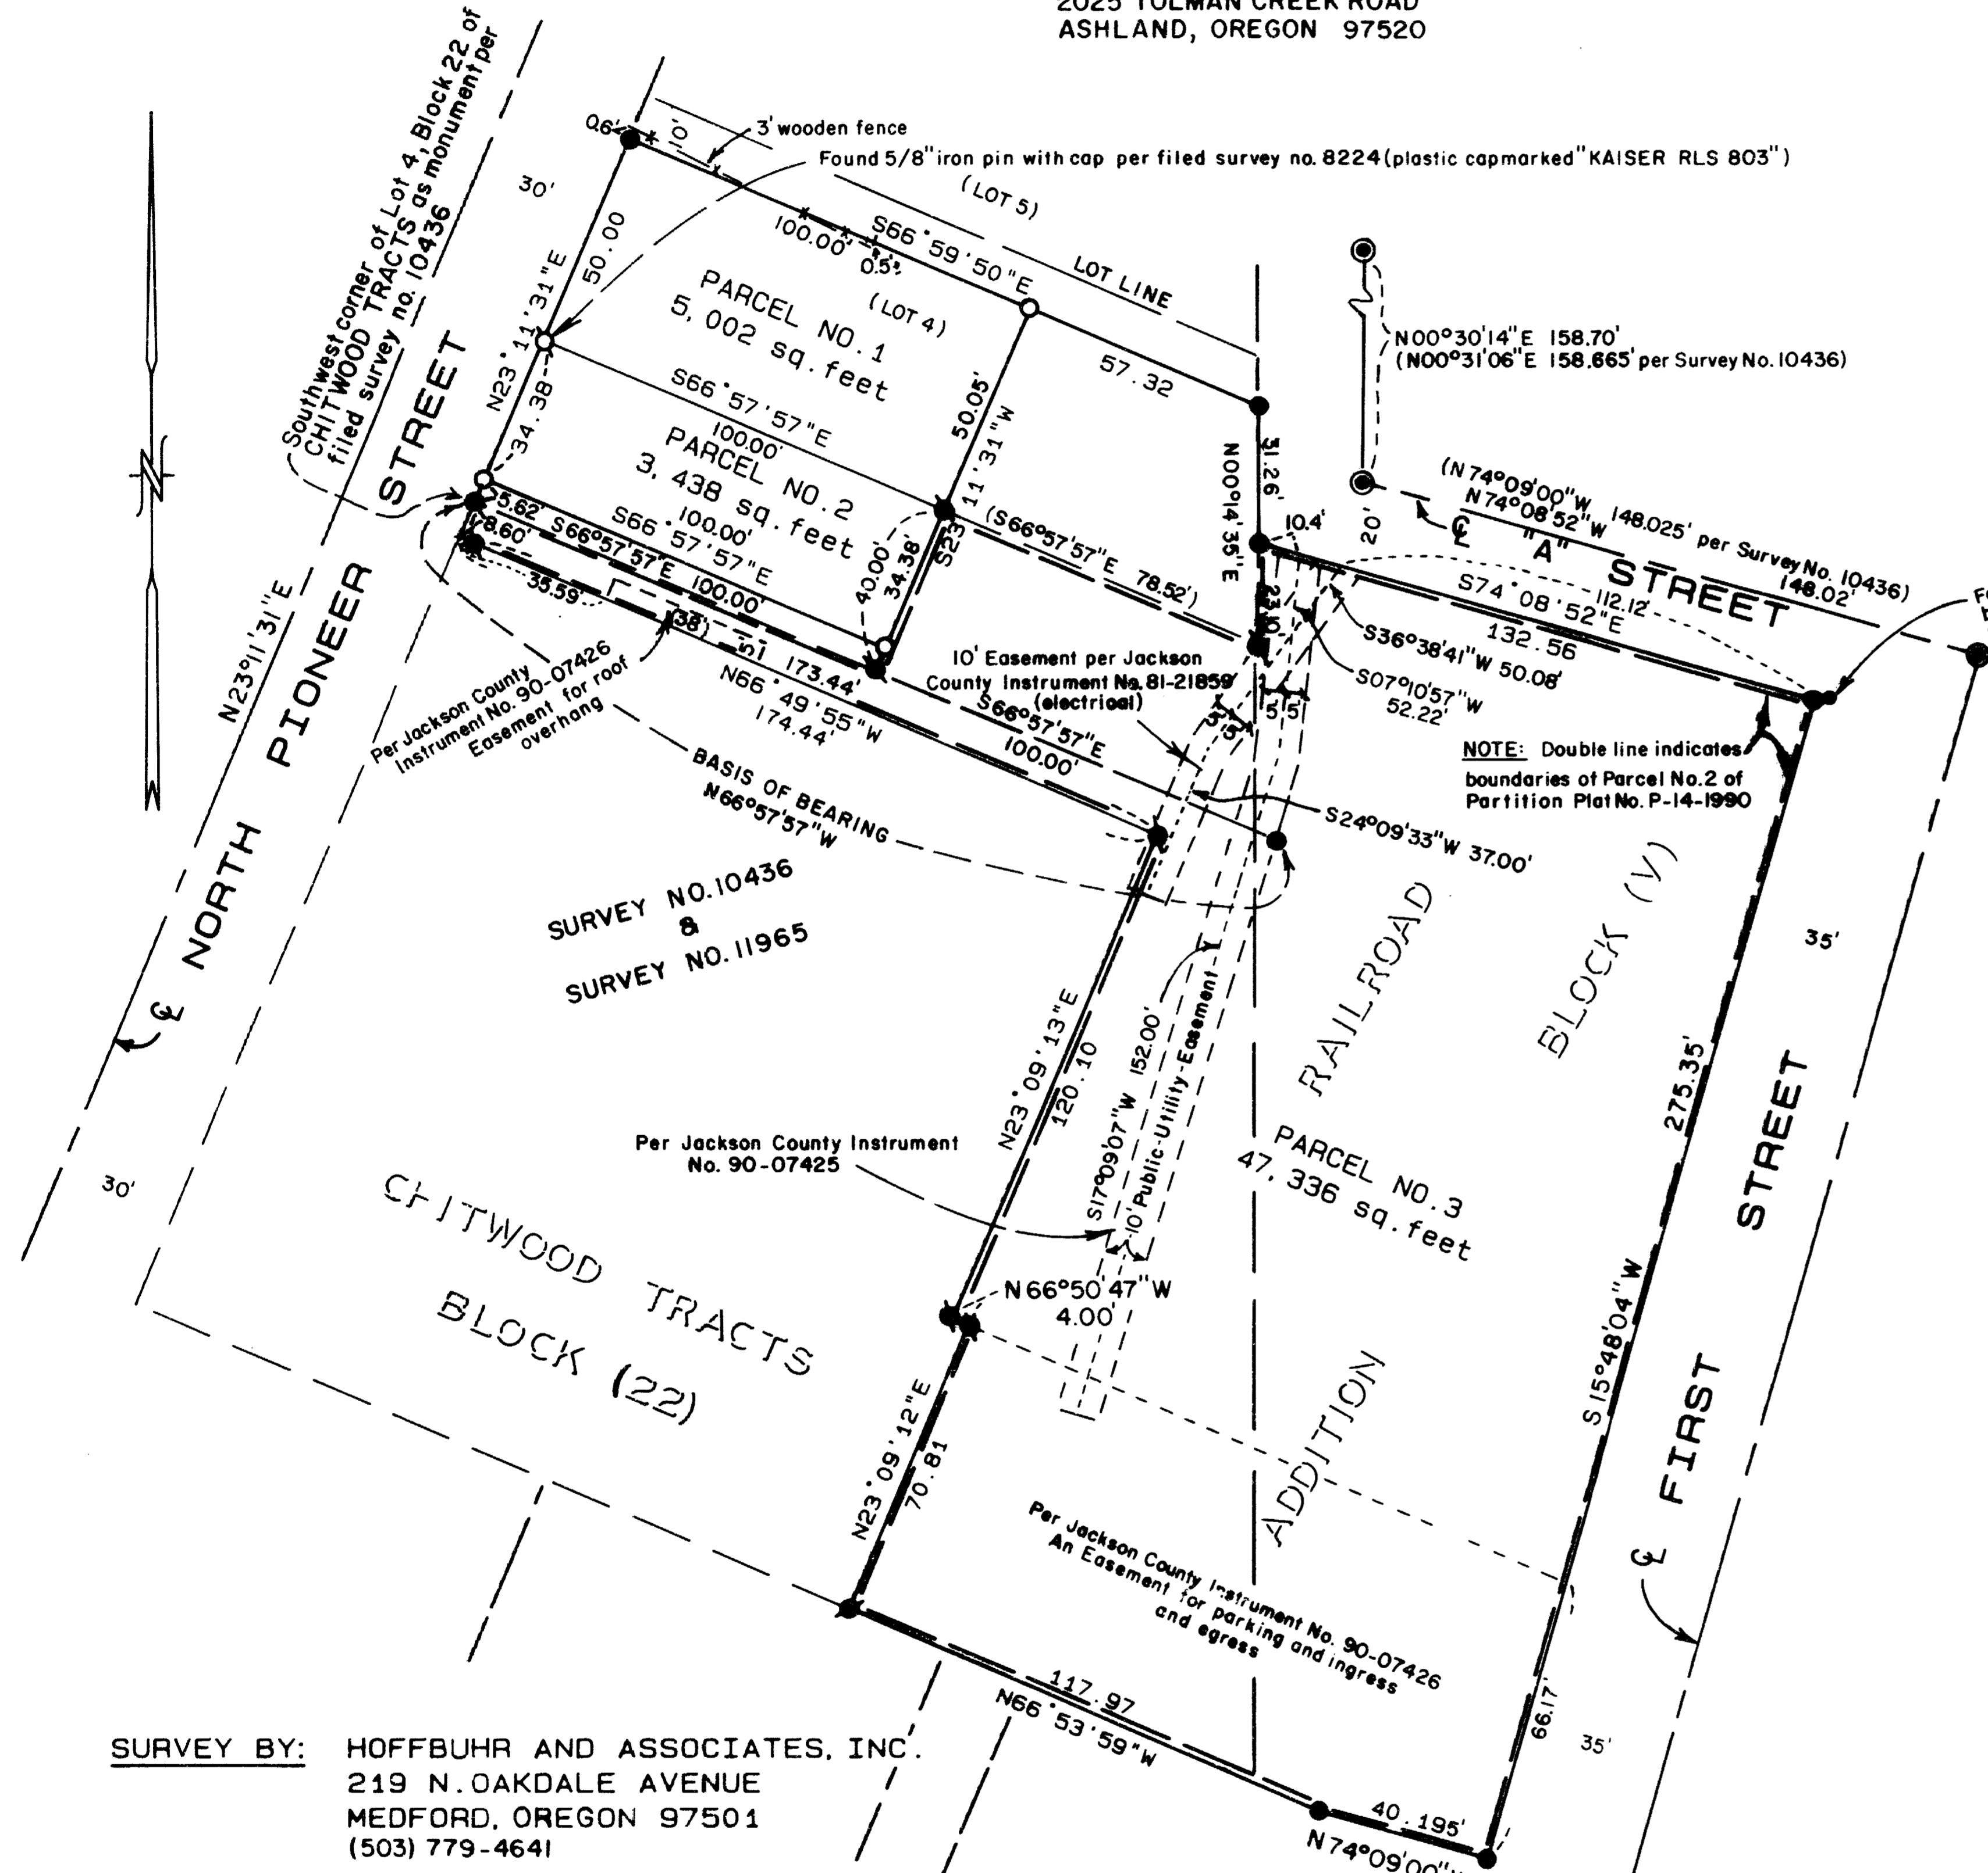 2025 TOLMAN CREEK ROAD
ASHLAND, OREGON 97520
Southwest corner of Lot 4, Block 22 of
CHITWOOD TRACTS as monument per
filed survey no. 10436
0.6'
10'
3' wooden fence
Found 5/8" iron pin with cap per filed survey no. 8224 (plastic capmarked "KAISER RLS 803")
30'
(LOT 5)
S66°59'50"E
100.00'
0.5'
LOT LINE
57.32
N23°11'31"E
50.00
34.38
PARCEL NO. 1
5, 002 sq. feet
(LOT 4)
S66°57'57"E
100.00'
PARCEL NO. 2
3, 438 sq. feet
100.00'
S66°57'57"E
50.05'
S23°11'31"W
40.00'
34.38
5.62'
S66°57'57"E 100.00'
8.60'
35.59'
(38')
.5'
173.44'
(S66°57'57"E 78.52')
N00°14'35"E
31.26'
10.4'
N00°30'14"E 158.70'
(N00°31'06"E 158.665' per Survey No. 10436)
20'
(N74°09'00"W 148.025' per Survey No. 10436)
N74°08'52"W
148.02'
℄ "A" STREET
112.12'
S74°08'52"E
132.56
S36°38'41"W 50.08'
S07°10'57"W
52.22'
5' 5'
5' 5'
10' Easement per Jackson
County Instrument No. 81-21859
(electrical)
S66°57'57"E
100.00'
N66°49'55"W
174.44'
Per Jackson County
Instrument No. 90-07426
Easement for roof
overhang
BASIS OF BEARING
N66°57'57"W
NOTE: Double line indicates
boundaries of Parcel No.2 of
Partition Plat No. P-14-1990
S24°09'33"W 37.00'
N23°11'31"E
℄ NORTH PIONEER STREET
SURVEY NO. 10436
&
SURVEY NO. 11965
RAILROAD
ADDITION
BLOCK (V)
35'
N23°09'13"E
120.10
S17°09'07"W 152.00'
10' Public-Utility-Easement
Per Jackson County Instrument
No. 90-07425
PARCEL NO. 3
47, 336 sq. feet
275.35'
S15°48'04"W
℄ FIRST STREET
30'
CHITWOOD TRACTS
BLOCK (22)
N66°50'47"W
4.00'
N23°09'12"E
70.81
Per Jackson County Instrument No. 90-07426
An Easement for parking and ingress
and egress
117.97
N66°53'59"W
66.17'
35'
40.195'
N74°09'00"
SURVEY BY: HOFFBUHR AND ASSOCIATES, INC.
219 N. OAKDALE AVENUE
MEDFORD, OREGON 97501
(503) 779-4641